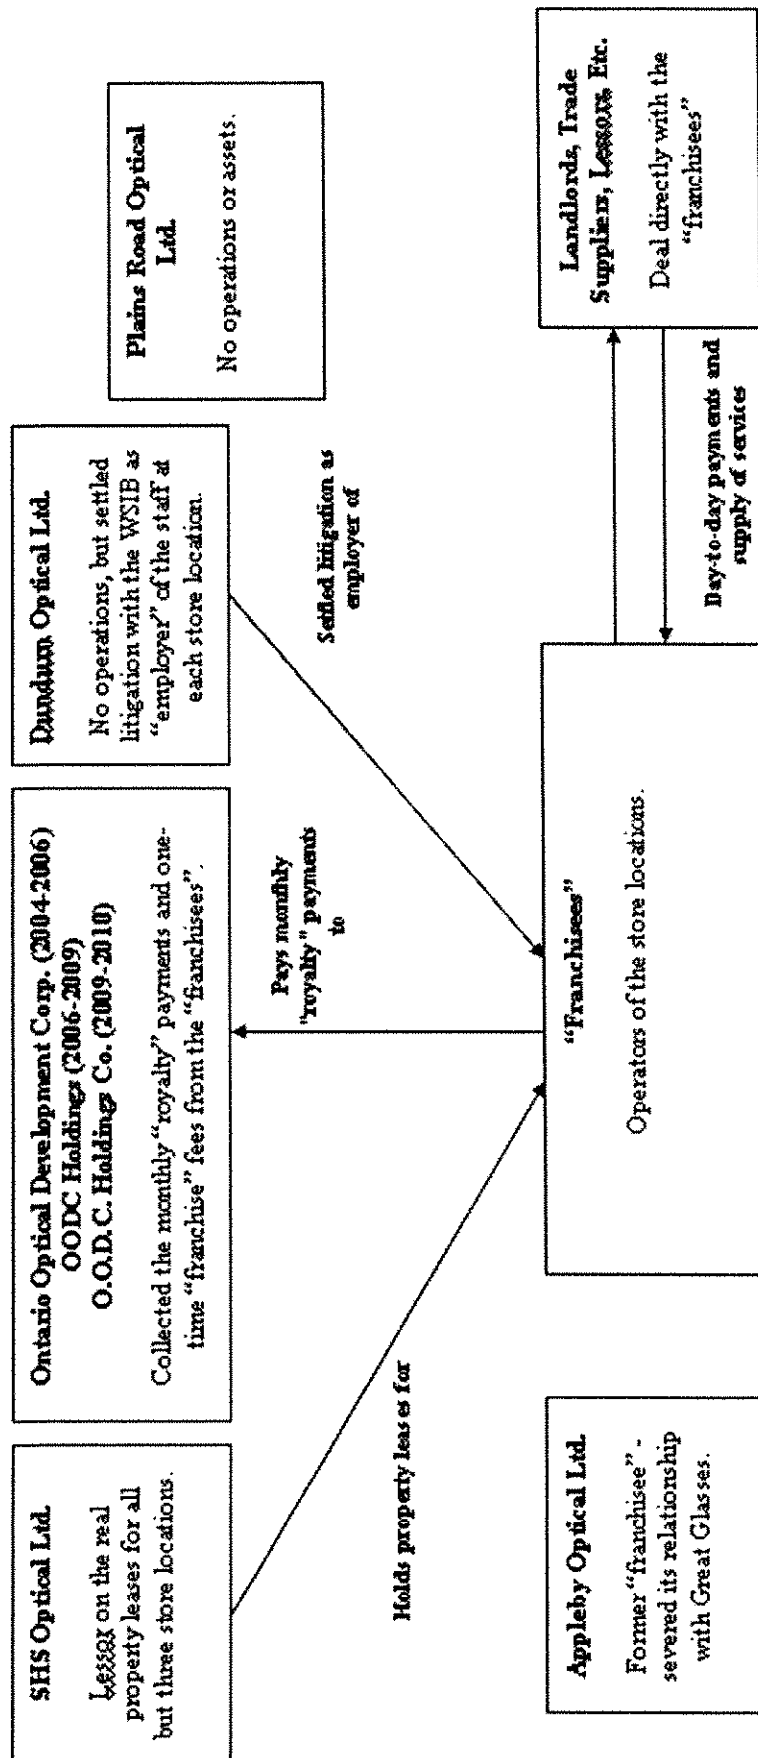 SHS Optical Ltd.
Lessor on the real
property leases for all
but three store locations.
Ontario Optical Development Corp. (2004-2006)
OODC Holdings (2006-2009)
O.O.D.C. Holdings Co. (2009-2010)
Collected the monthly “royalty” payments and one-
time “franchise” fees from the “franchisees”.
Dundurn Optical Ltd.
No operations, but settled
litigation with the WSIB as
“employer” of the staff at
each store location.
Plains Road Optical
Ltd.
No operations or assets.
Holds property leases for
Pays monthly
"royalty" payments
to
Settled litigation as
employer of
Appleby Optical Ltd.
Former “franchisee” -
severed its relationship
with Great Glasses.
“Franchisees”
Operators of the store locations.
Day-to-day payments and
supply of services
Landlords, Trade
Suppliers, Lessors, Etc.
Deal directly with the
“franchisees”